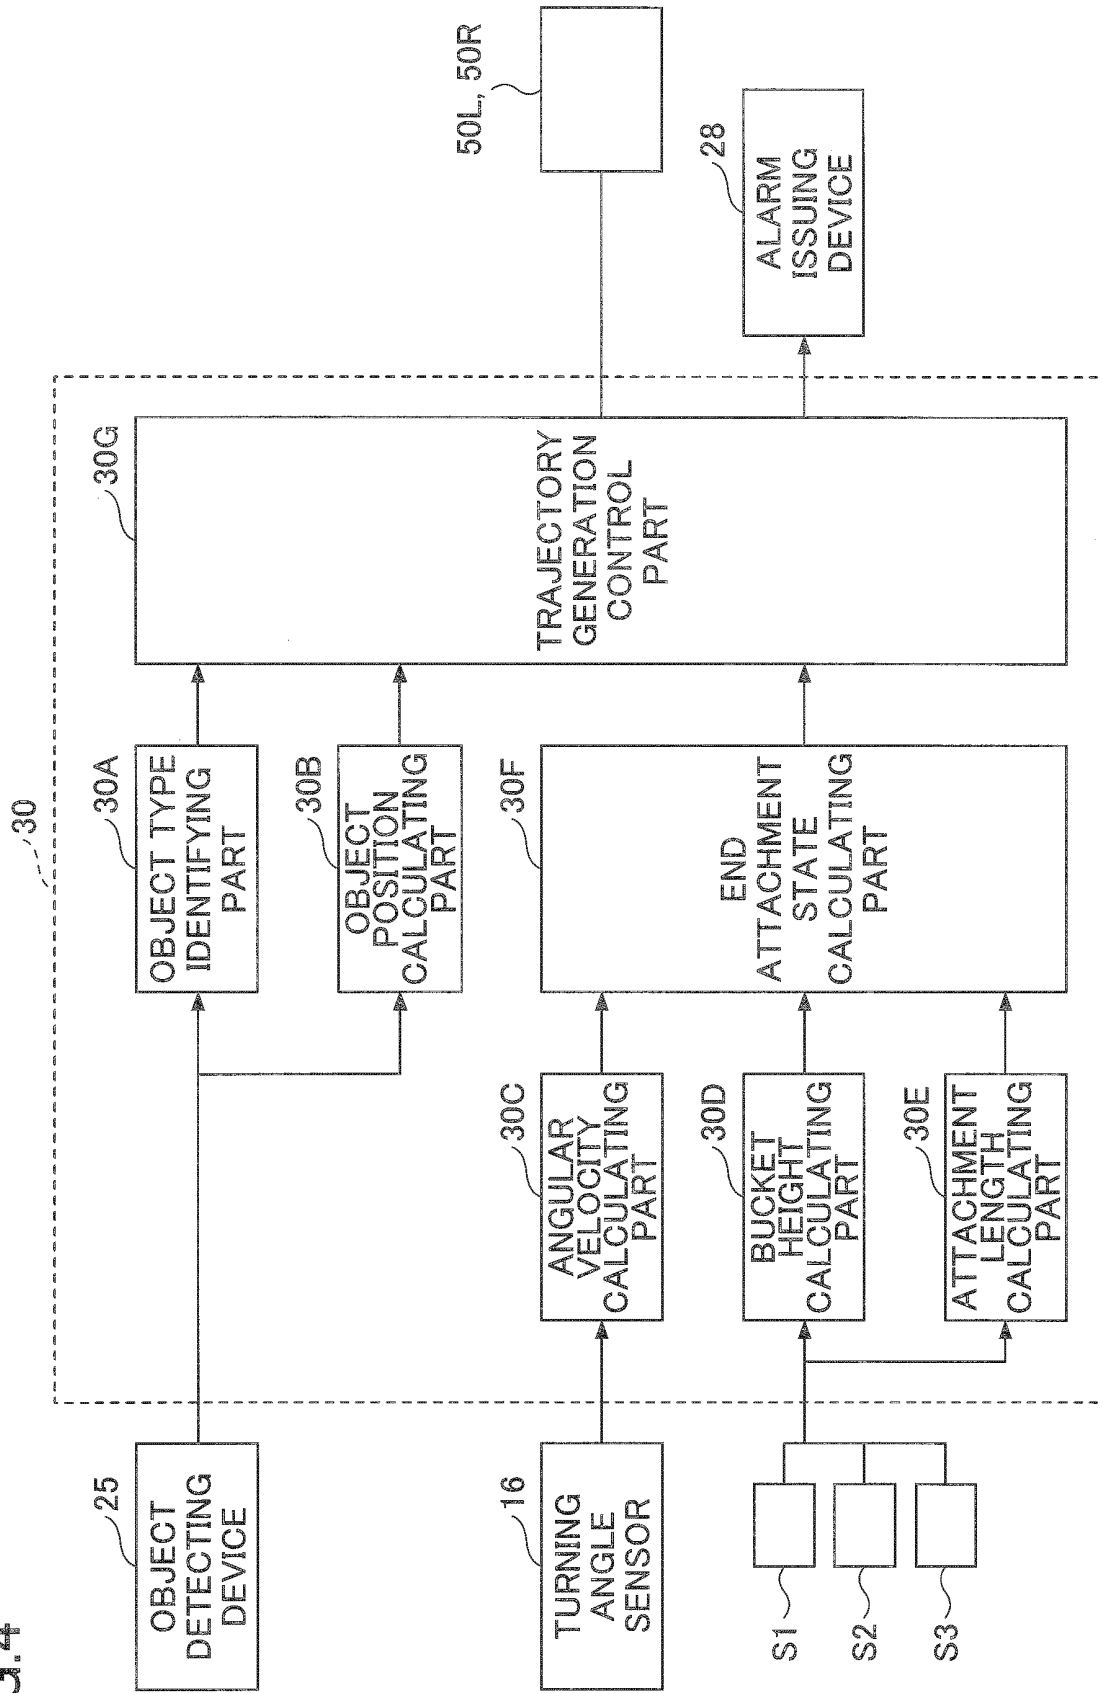 30
25
OBJECT
DETECTING
DEVICE
30A
OBJECT TYPE
IDENTIFYING
PART
30B
OBJECT
POSITION
CALCULATING
PART
30G
TRAJECTORY
GENERATION
CONTROL
PART
50L, 50R
28
ALARM
ISSUING
DEVICE
16
TURNING
ANGLE
SENSOR
30C
ANGULAR
VELOCITY
CALCULATING
PART
30F
END
ATTACHMENT
STATE
CALCULATING
PART
S1
S2
S3
30D
BUCKET
HEIGHT
CALCULATING
PART
30E
ATTACHMENT
LENGTH
CALCULATING
PART